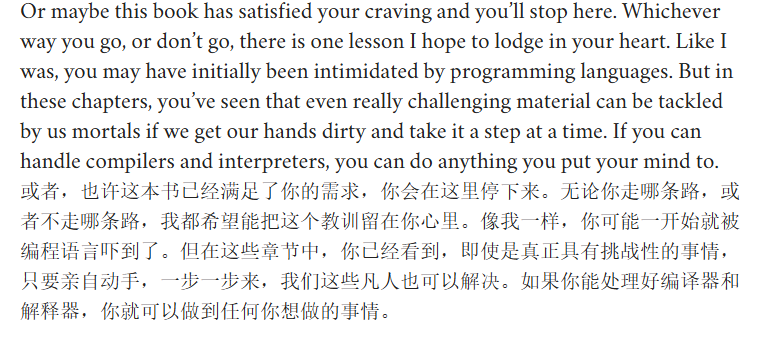 Or maybe this book has satisfied your craving and you’ll stop here. Whichever
way you go, or don’t go, there is one lesson I hope to lodge in your heart. Like I
was, you may have initially been intimidated by programming languages. But in
these chapters, you’ve seen that even really challenging material can be tackled
by us mortals if we get our hands dirty and take it a step at a time. If you can
handle compilers and interpreters, you can do anything you put your mind to.
或者，也许这本书已经满足了你的需求，你会在这里停下来。无论你走哪条路，或
者不走哪条路，我都希望能把这个教训留在你心里。像我一样，你可能一开始就被
编程语言吓到了。但在这些章节中，你已经看到，即使是真正具有挑战性的事情，
只要亲自动手，一步一步来，我们这些凡人也可以解决。如果你能处理好编译器和
解释器，你就可以做到任何你想做的事情。